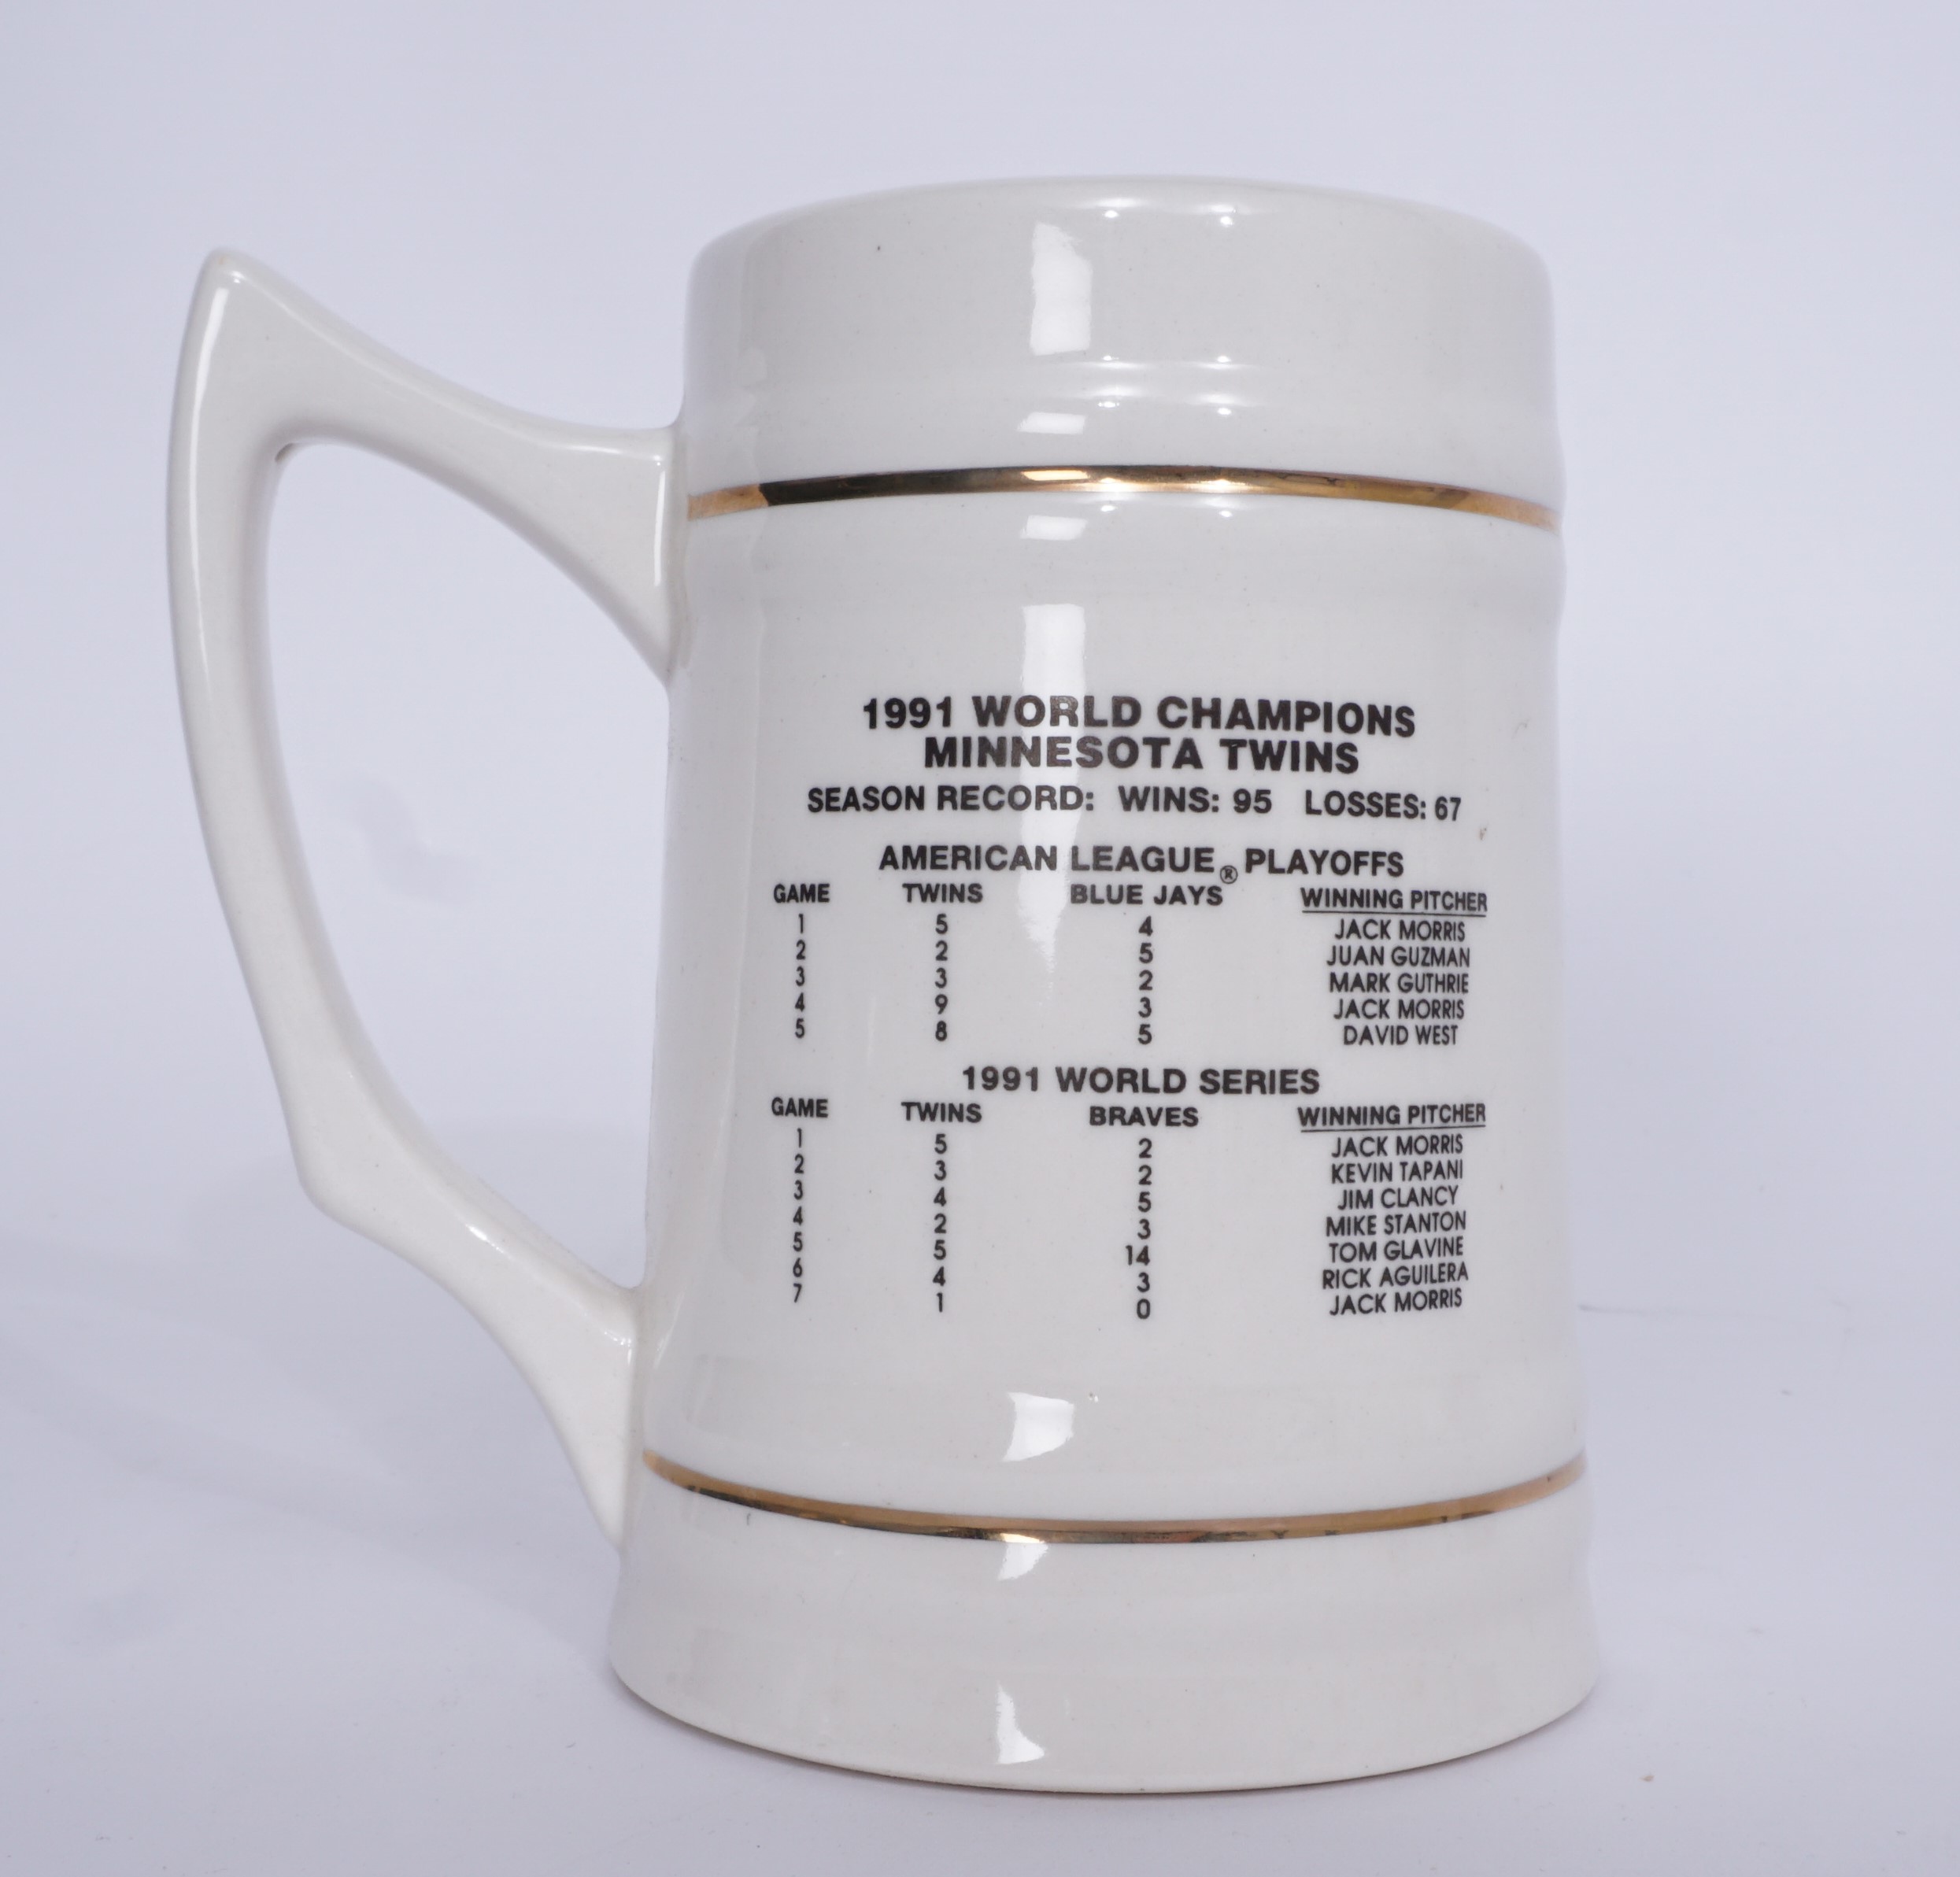 1991 WORLD CHAMPIONS
MINNESOTA TWINS
SEASON RECORD: WINS: 95 LOSSES: 67
AMERICAN LEAGUE® PLAYOFFS
GAME TWINS BLUE JAYS WINNING PITCHER
1 5 4 JACK MORRIS
2 2 5 JUAN GUZMAN
3 3 2 MARK GUTHRIE
4 9 3 JACK MORRIS
5 8 5 DAVID WEST
1991 WORLD SERIES
GAME TWINS BRAVES WINNING PITCHER
1 5 2 JACK MORRIS
2 3 2 KEVIN TAPANI
3 4 5 JIM CLANCY
4 2 3 MIKE STANTON
5 5 14 TOM GLAVINE
6 4 3 RICK AGUILERA
7 1 0 JACK MORRIS